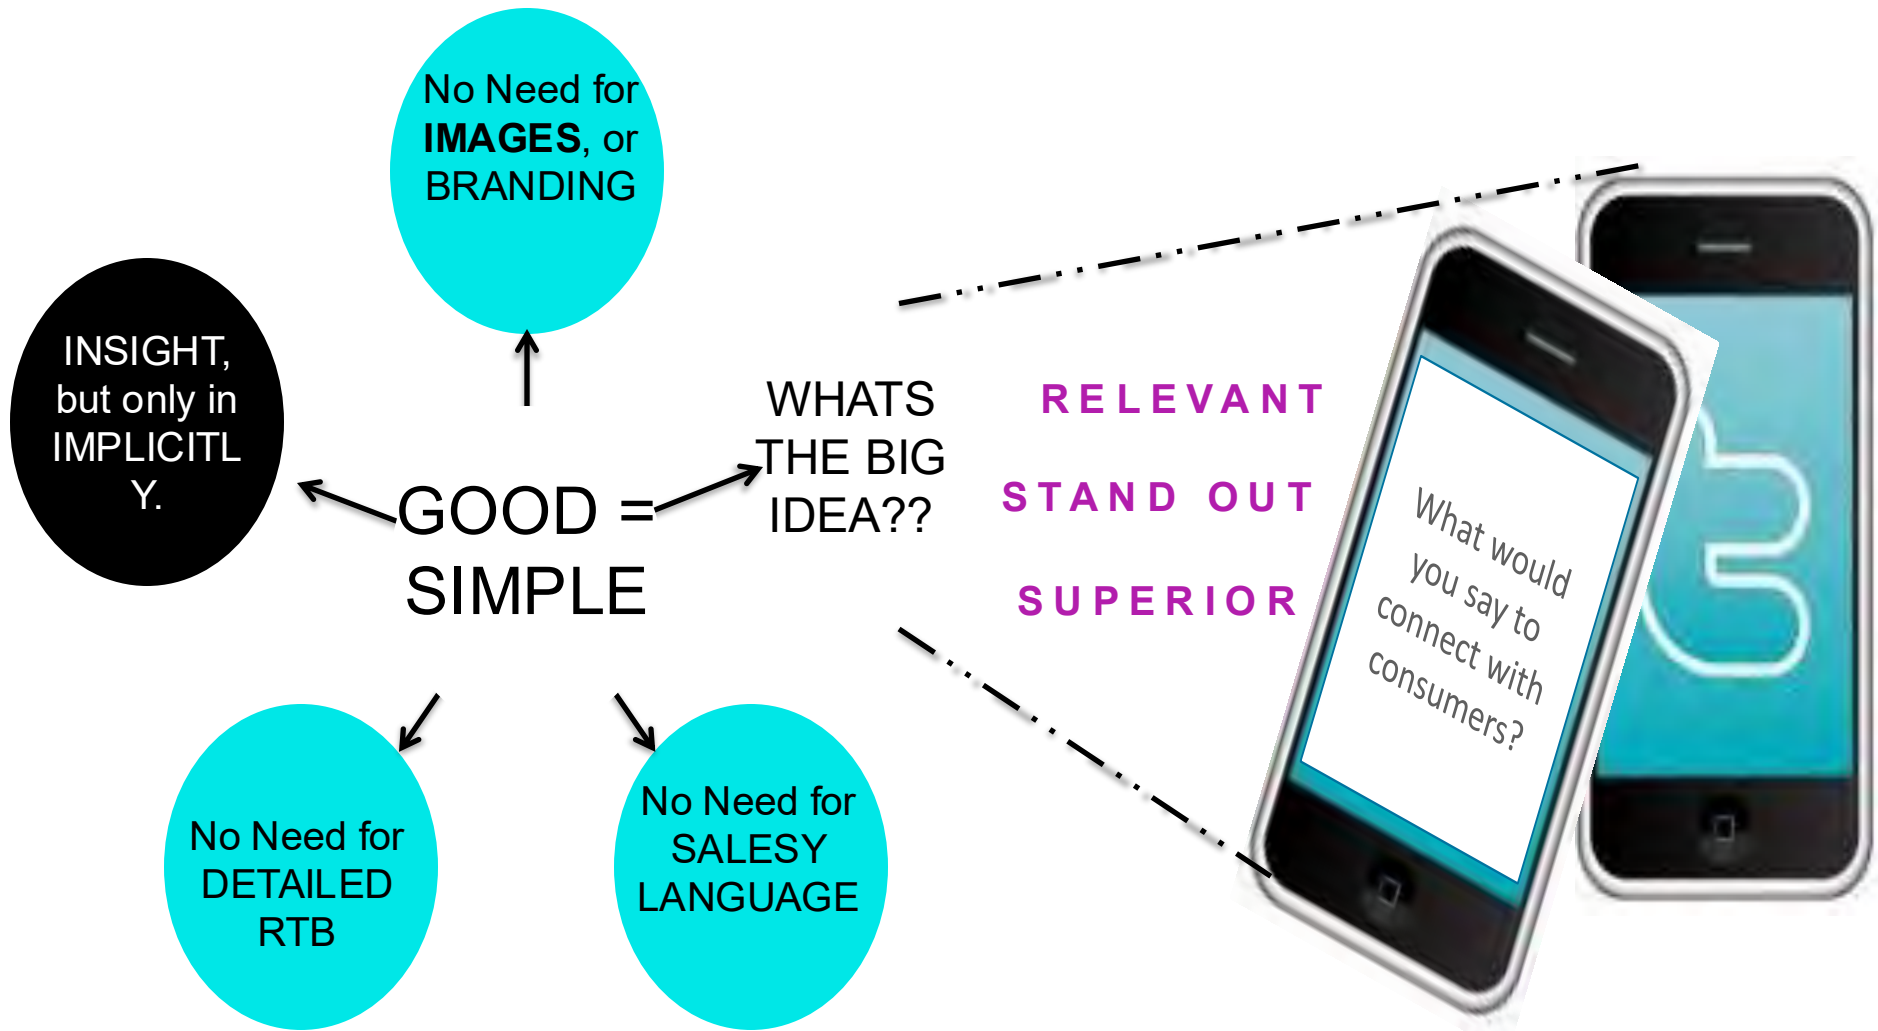 No Need for
IMAGES, or
BRANDING
INSIGHT,
but only in
IMPLICITL
Y.
GOOD =
SIMPLE
WHATS
THE BIG
IDEA??
RELEVANT
STAND OUT
SUPERIOR
What would
you say to
connect with
consumers?
No Need for
DETAILED
RTB
No Need for
SALESY
LANGUAGE